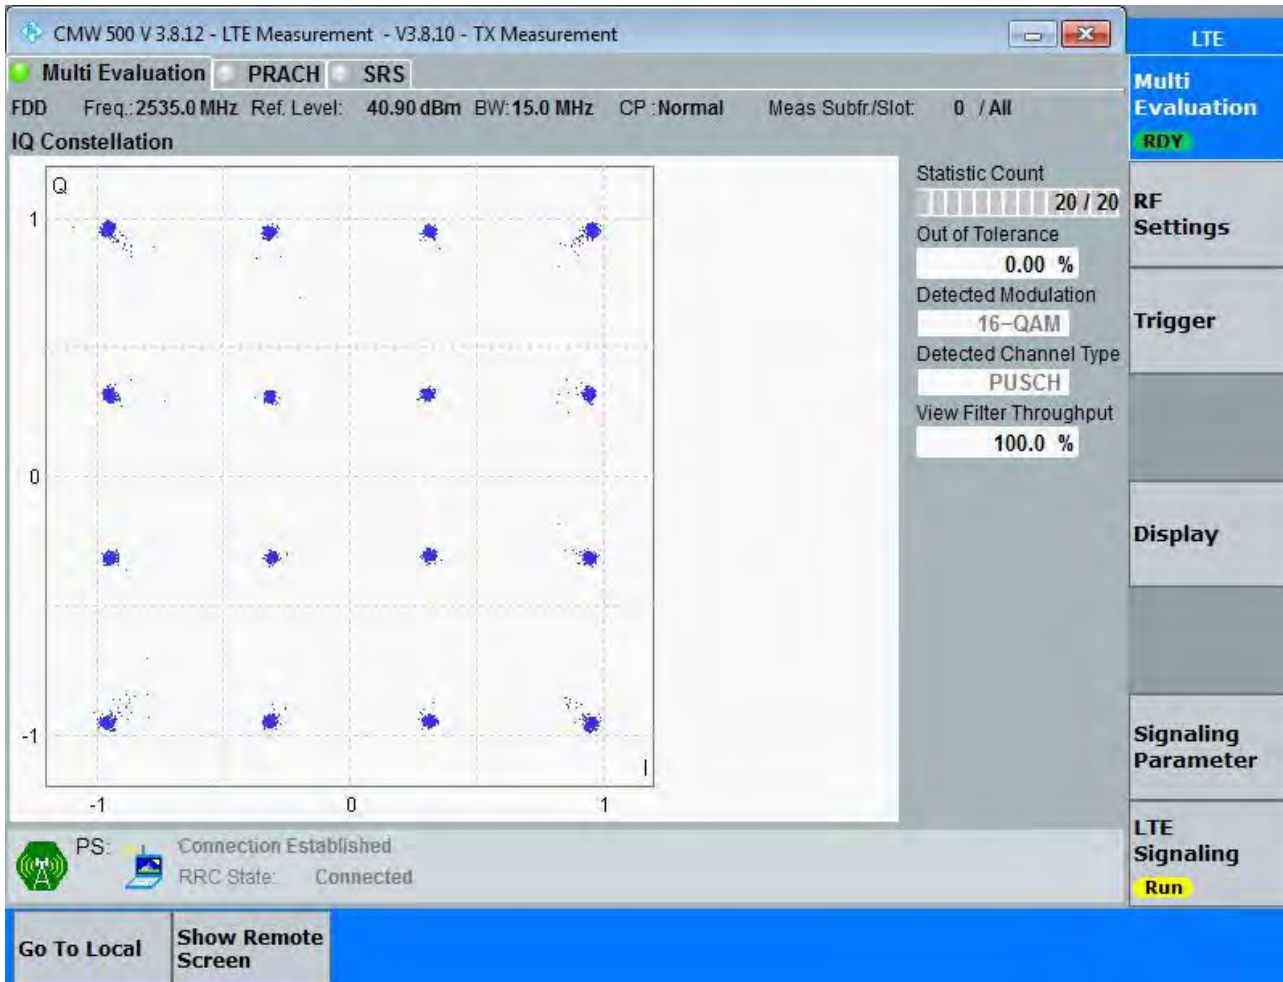 CMW 500 V 3.8.12 - LTE Measurement - V3.8.10 - TX Measurement
LTE
Multi Evaluation PRACH SRS
FDD Freq.: 2535.0 MHz Ref. Level: 40.90 dBm BW: 15.0 MHz CP : Normal Meas Subfr./Slot: 0 / All
IQ Constellation
Q
1
0
-1
-1
0
1
I
Statistic Count
20 / 20
Out of Tolerance
0.00 %
Detected Modulation
16-QAM
Detected Channel Type
PUSCH
View Filter Throughput
100.0 %
Multi
Evaluation
RDY
RF
Settings
Trigger
Display
Signaling
Parameter
LTE
Signaling
Run
PS: Connection Established
RRC State: Connected
Go To Local
Show Remote
Screen